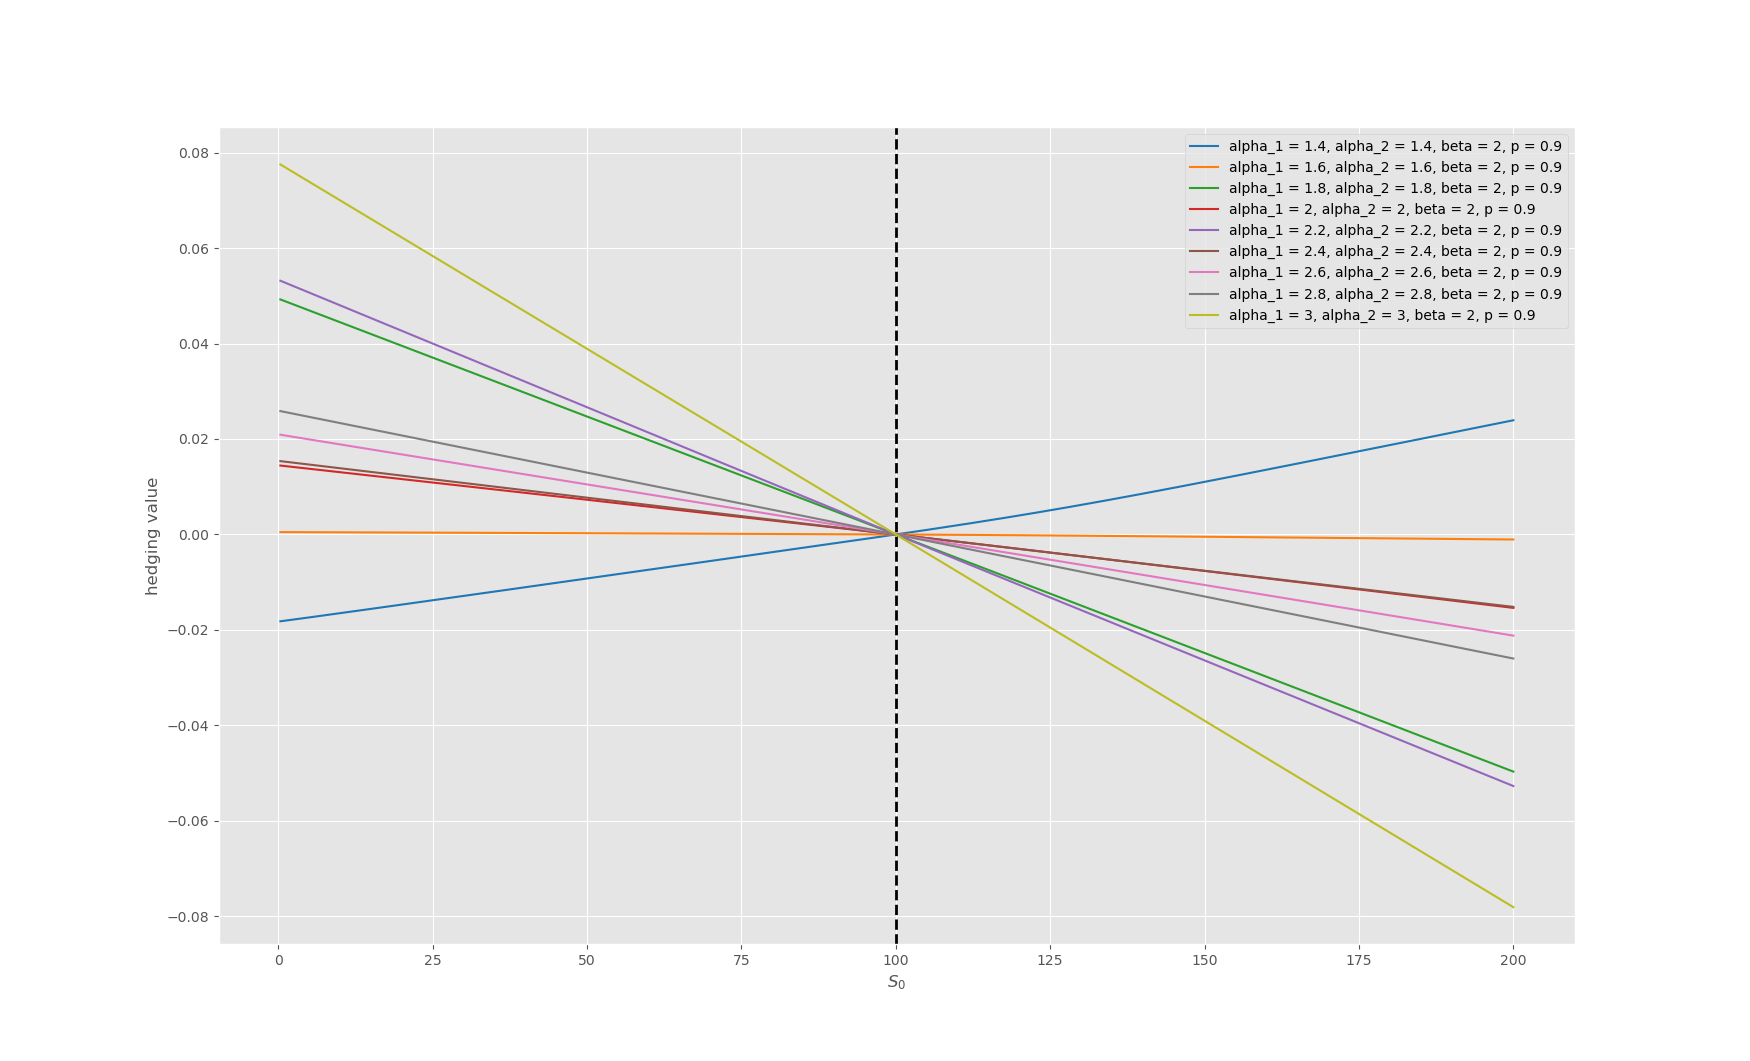 alpha_1 = 1.4, alpha_2 = 1.4, beta = 2, p = 0.9
alpha_1 = 1.6, alpha_2 = 1.6, beta = 2, p = 0.9
alpha_1 = 1.8, alpha_2 = 1.8, beta = 2, p = 0.9
alpha_1 = 2, alpha_2 = 2, beta = 2, p = 0.9
alpha_1 = 2.2, alpha_2 = 2.2, beta = 2, p = 0.9
alpha_1 = 2.4, alpha_2 = 2.4, beta = 2, p = 0.9
alpha_1 = 2.6, alpha_2 = 2.6, beta = 2, p = 0.9
alpha_1 = 2.8, alpha_2 = 2.8, beta = 2, p = 0.9
alpha_1 = 3, alpha_2 = 3, beta = 2, p = 0.9
hedging value
0.08
0.06
0.04
0.02
0.00
−0.02
−0.04
−0.06
−0.08
0 25 50 75 100 125 150 175 200
S₀